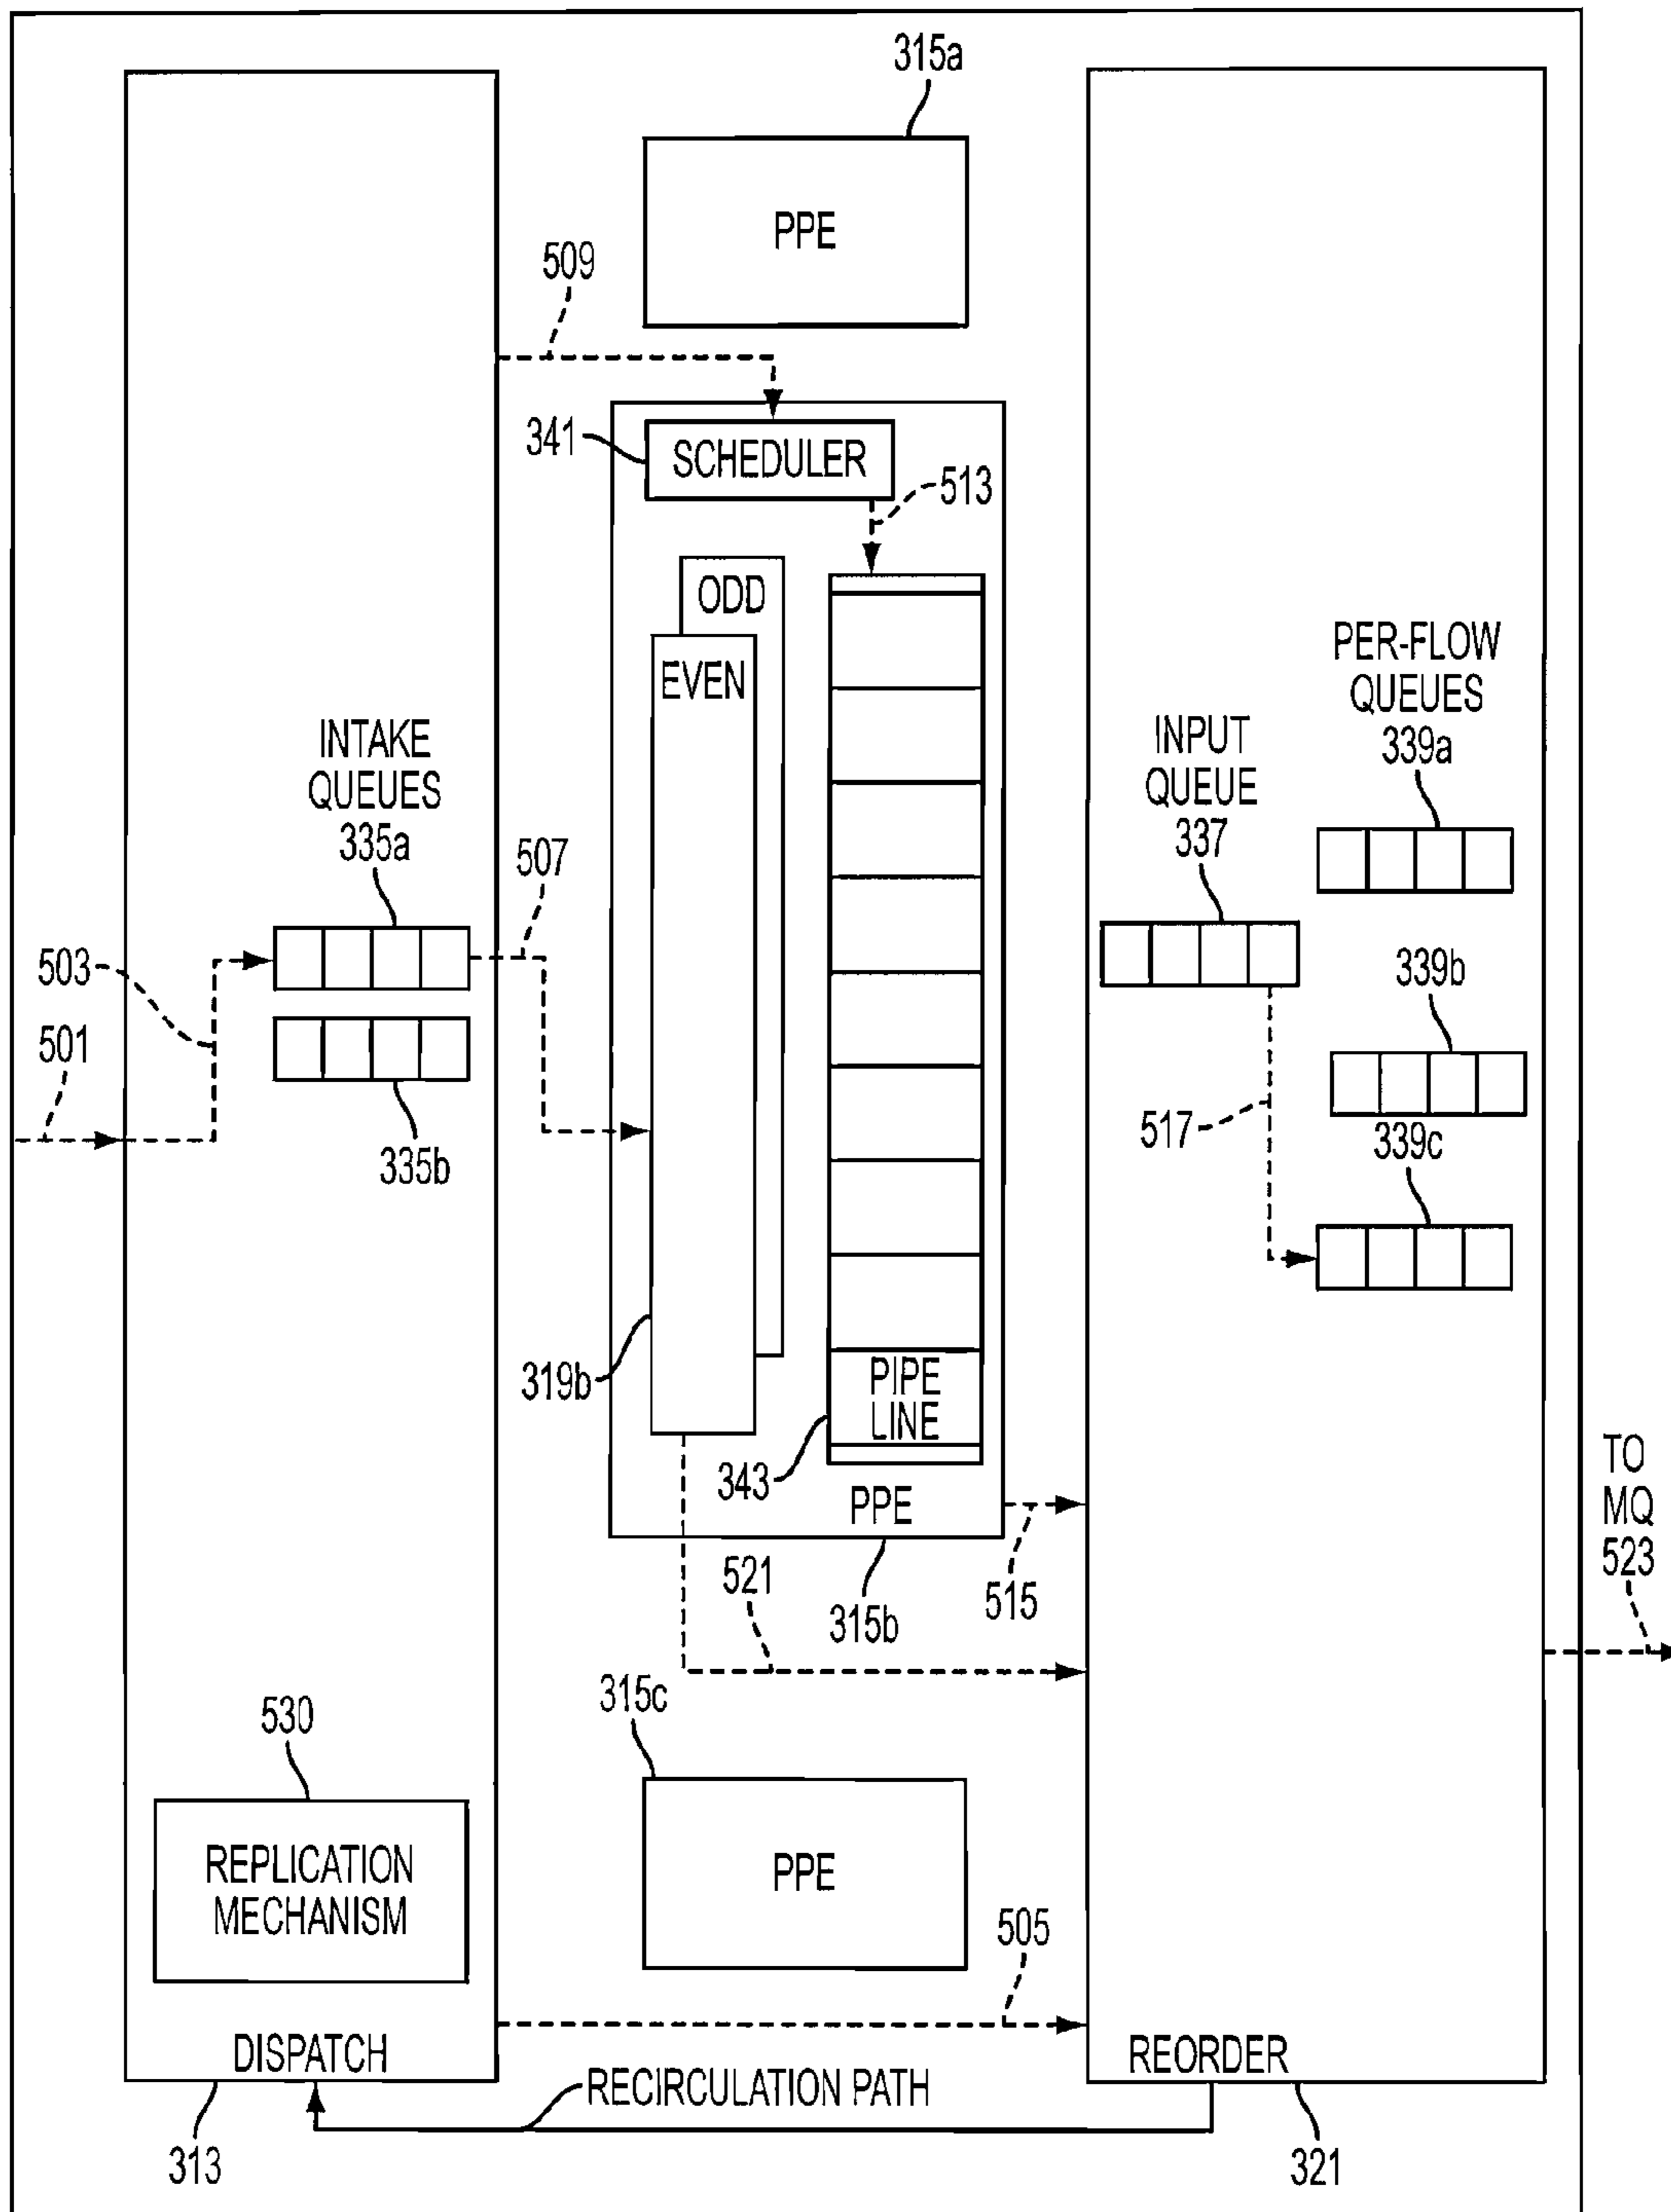 315a
PPE
509
341
SCHEDULER
513
ODD
EVEN
PER-FLOW
QUEUES
339a
INTAKE
QUEUES
335a
INPUT
QUEUE
337
507
503
501
339b
335b
517
339c
319b
PIPE
LINE
343
PPE
TO
MQ
523
521
315b
515
315c
530
REPLICATION
MECHANISM
PPE
505
DISPATCH
REORDER
RECIRCULATION PATH
313
321